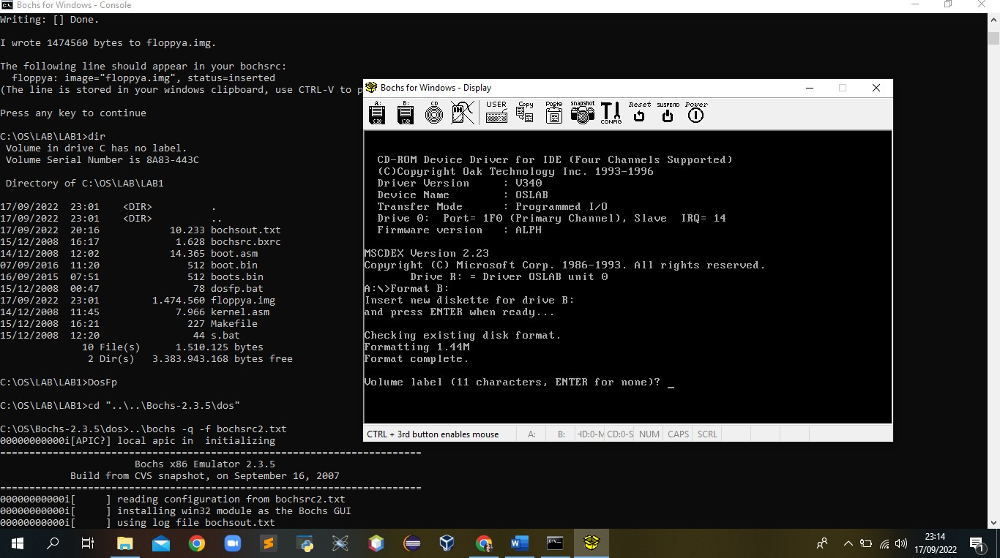 Bochs for Windows - Console
Writing: [] Done.
I wrote 1474560 bytes to floppya.img.
The following line should appear in your bochsrc:
floppya: image="floppya.img", status=inserted
(The line is stored in your windows clipboard, use CTRL-V to p
Press any key to continue
C:\OS\LAB\LAB1>dir
Volume in drive C has no label.
Volume Serial Number is 8A83-443C
Directory of C:\OS\LAB\LAB1
17/09/2022 23:01 <DIR> .
17/09/2022 23:01 <DIR> ..
17/09/2022 20:16 10.233 bochsout.txt
15/12/2008 16:17 1.628 bochsrc.bxrc
14/12/2008 12:02 14.365 boot.asm
07/09/2016 11:20 512 boot.bin
16/09/2015 07:51 512 boots.bin
15/12/2008 00:47 78 dosfp.bat
17/09/2022 23:01 1.474.560 floppya.img
14/12/2008 11:45 7.966 kernel.asm
15/12/2008 16:21 227 Makefile
15/12/2008 12:20 44 s.bat
10 File(s) 1.510.125 bytes
2 Dir(s) 3.383.943.168 bytes free
C:\OS\LAB\LAB1>DosFp
C:\OS\LAB\LAB1>cd "..\..\Bochs-2.3.5\dos"
C:\OS\Bochs-2.3.5\dos>..\bochs -q -f bochsrc2.txt
00000000000i[APIC?] local apic in initializing
========================================================================
Bochs x86 Emulator 2.3.5
Build from CVS snapshot, on September 16, 2007
========================================================================
00000000000i[ ] reading configuration from bochsrc2.txt
00000000000i[ ] installing win32 module as the Bochs GUI
00000000000i[ ] using log file bochsout.txt
Bochs for Windows - Display
A: B: CD USER Copy Paste snapshot CONFIG Reset SUSPEND Power
CD-ROM Device Driver for IDE (Four Channels Supported)
(C)Copyright Oak Technology Inc. 1993-1996
Driver Version : V340
Device Name : OSLAB
Transfer Mode : Programmed I/O
Drive 0: Port= 1F0 (Primary Channel), Slave IRQ= 14
Firmware version : ALPH
MSCDEX Version 2.23
Copyright (C) Microsoft Corp. 1986-1993. All rights reserved.
Drive R: = Driver OSLAB unit 0
A:\>Format B:
Insert new diskette for drive B:
and press ENTER when ready...
Checking existing disk format.
Formatting 1.44M
Format complete.
Volume label (11 characters, ENTER for none)? _
CTRL + 3rd button enables mouse A: B: HD:0-M CD:0-S NUM CAPS SCRL
23:14
17/09/2022
1